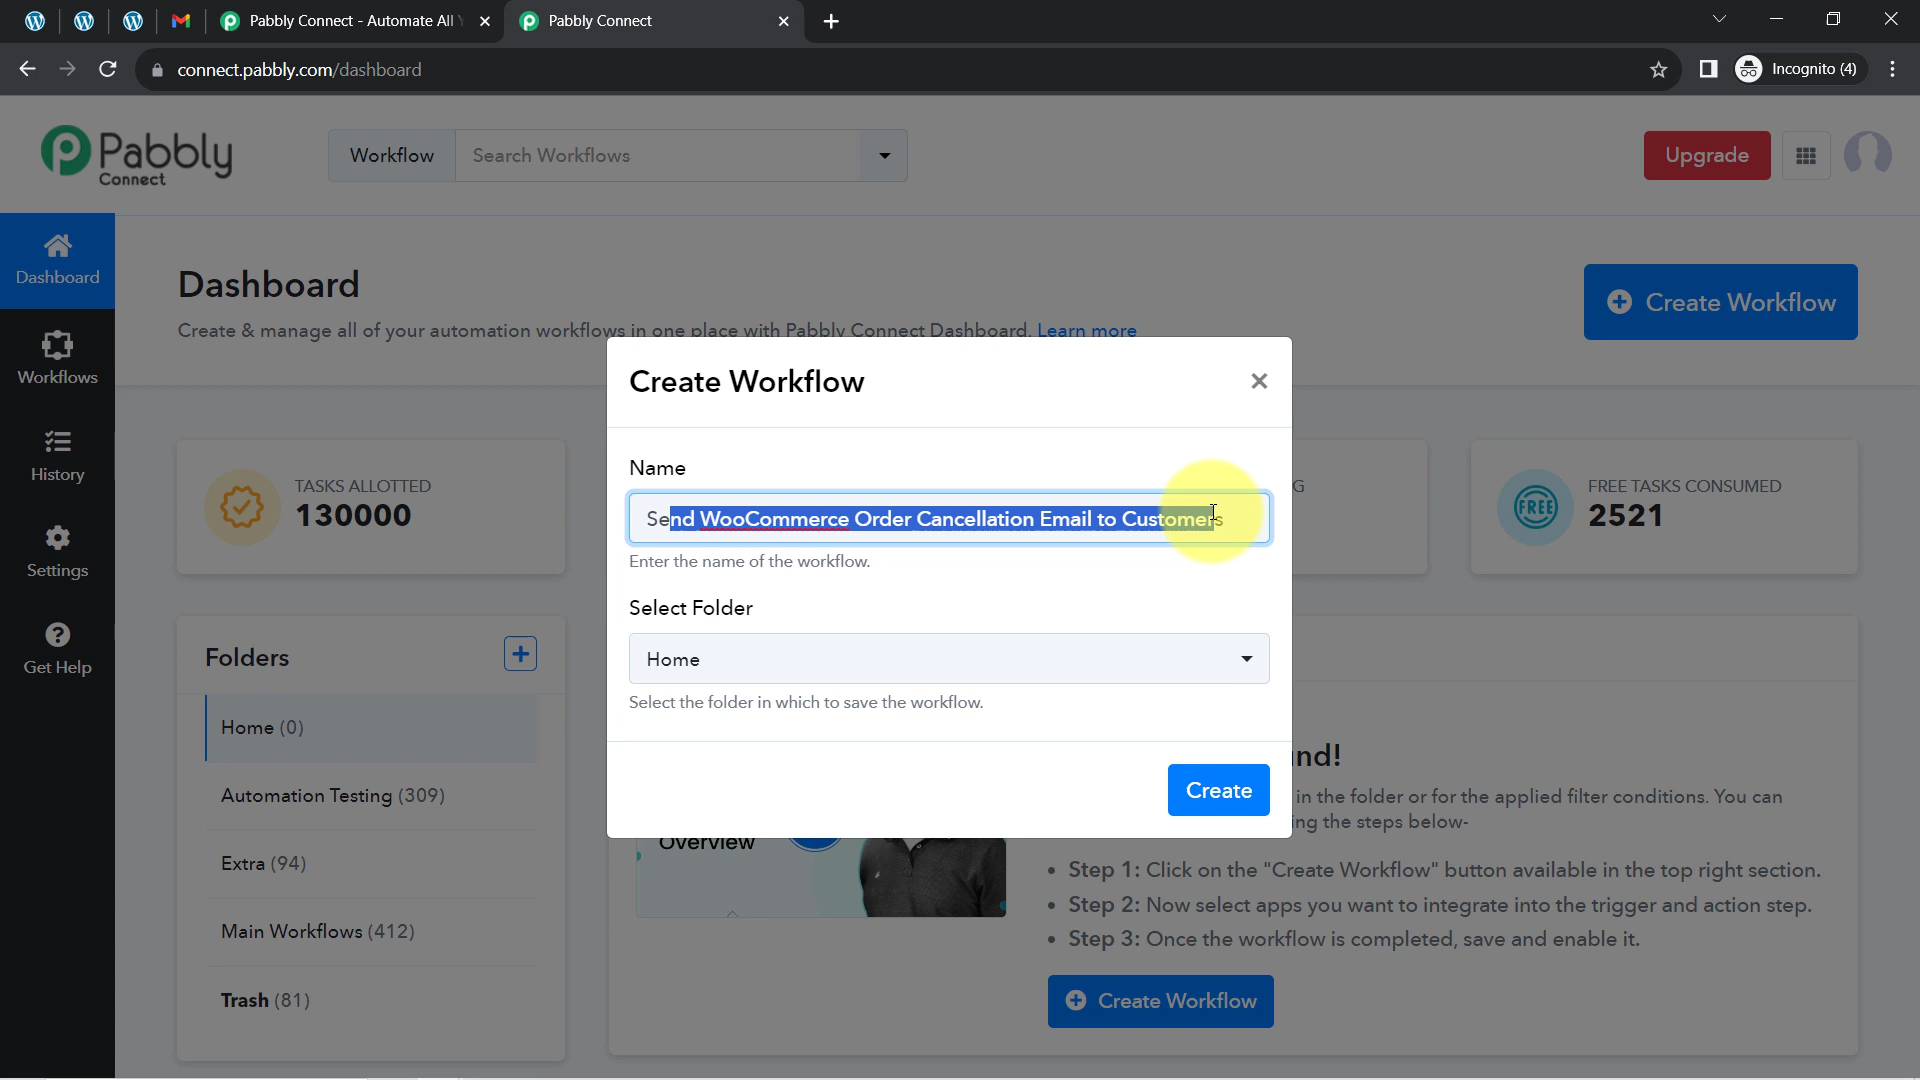 Pabbly Connect - Automate All Y
Pabbly Connect
connect.pabbly.com/dashboard
Incognito (4)
Pabbly
Connect
Workflow
Search Workflows
Upgrade
Dashboard
Workflows
History
Settings
Get Help
Dashboard
Create & manage all of your automation workflows in one place with Pabbly Connect Dashboard. Learn more
Create Workflow
TASKS ALLOTTED
130000
G
FREE
FREE TASKS CONSUMED
2521
Create Workflow
Name
Send WooCommerce Order Cancellation Email to Customers
Enter the name of the workflow.
Select Folder
Home
Select the folder in which to save the workflow.
Create
Folders
Home (0)
Automation Testing (309)
Extra (94)
Main Workflows (412)
Trash (81)
Overview
und!
in the folder or for the applied filter conditions. You can
ing the steps below-
• Step 1: Click on the "Create Workflow" button available in the top right section.
• Step 2: Now select apps you want to integrate into the trigger and action step.
• Step 3: Once the workflow is completed, save and enable it.
Create Workflow